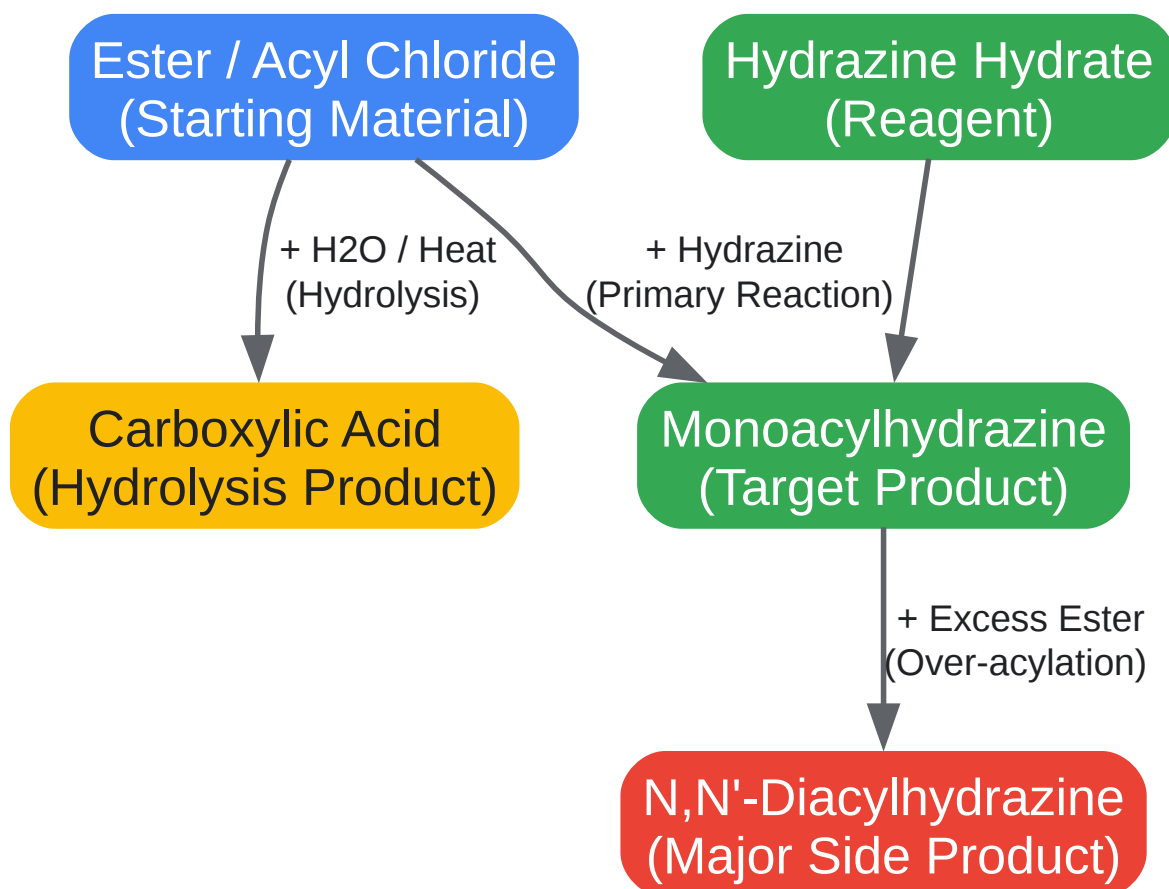 Ester / Acyl Chloride
(Starting Material)
Hydrazine Hydrate
(Reagent)
+ H2O / Heat
(Hydrolysis)
+ Hydrazine
(Primary Reaction)
Carboxylic Acid
(Hydrolysis Product)
Monoacylhydrazine
(Target Product)
+ Excess Ester
(Over-acylation)
N,N'-Diacylhydrazine
(Major Side Product)